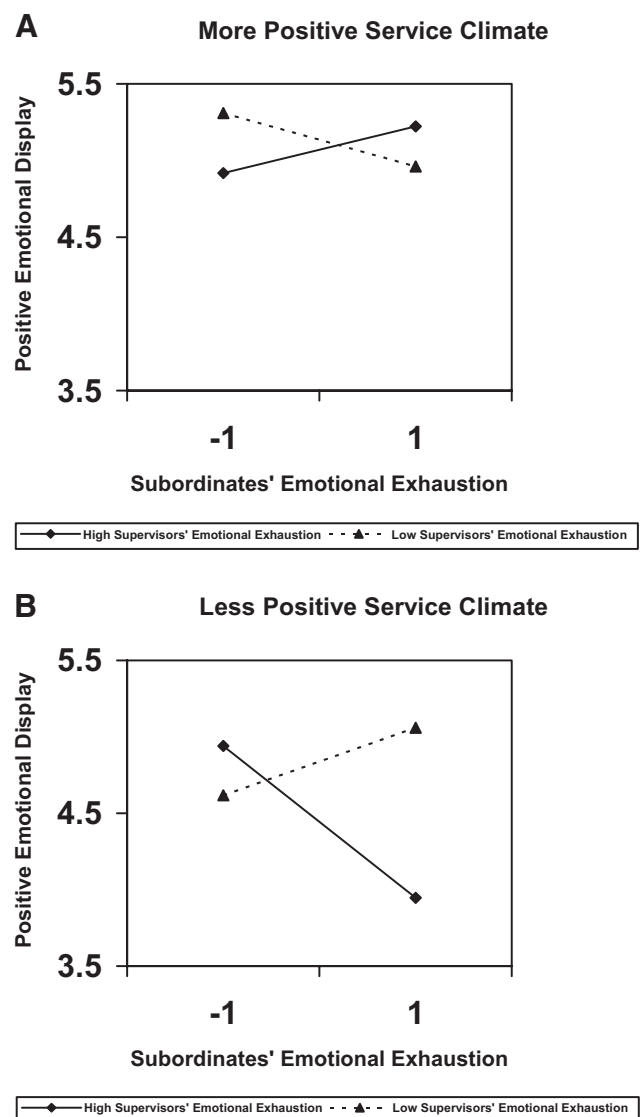 A
More Positive Service Climate
Positive Emotional Display
5.5
4.5
3.5
-1 1
Subordinates' Emotional Exhaustion
High Supervisors' Emotional Exhaustion Low Supervisors' Emotional Exhaustion
B
Less Positive Service Climate
Positive Emotional Display
5.5
4.5
3.5
-1 1
Subordinates' Emotional Exhaustion
High Supervisors' Emotional Exhaustion Low Supervisors' Emotional Exhaustion